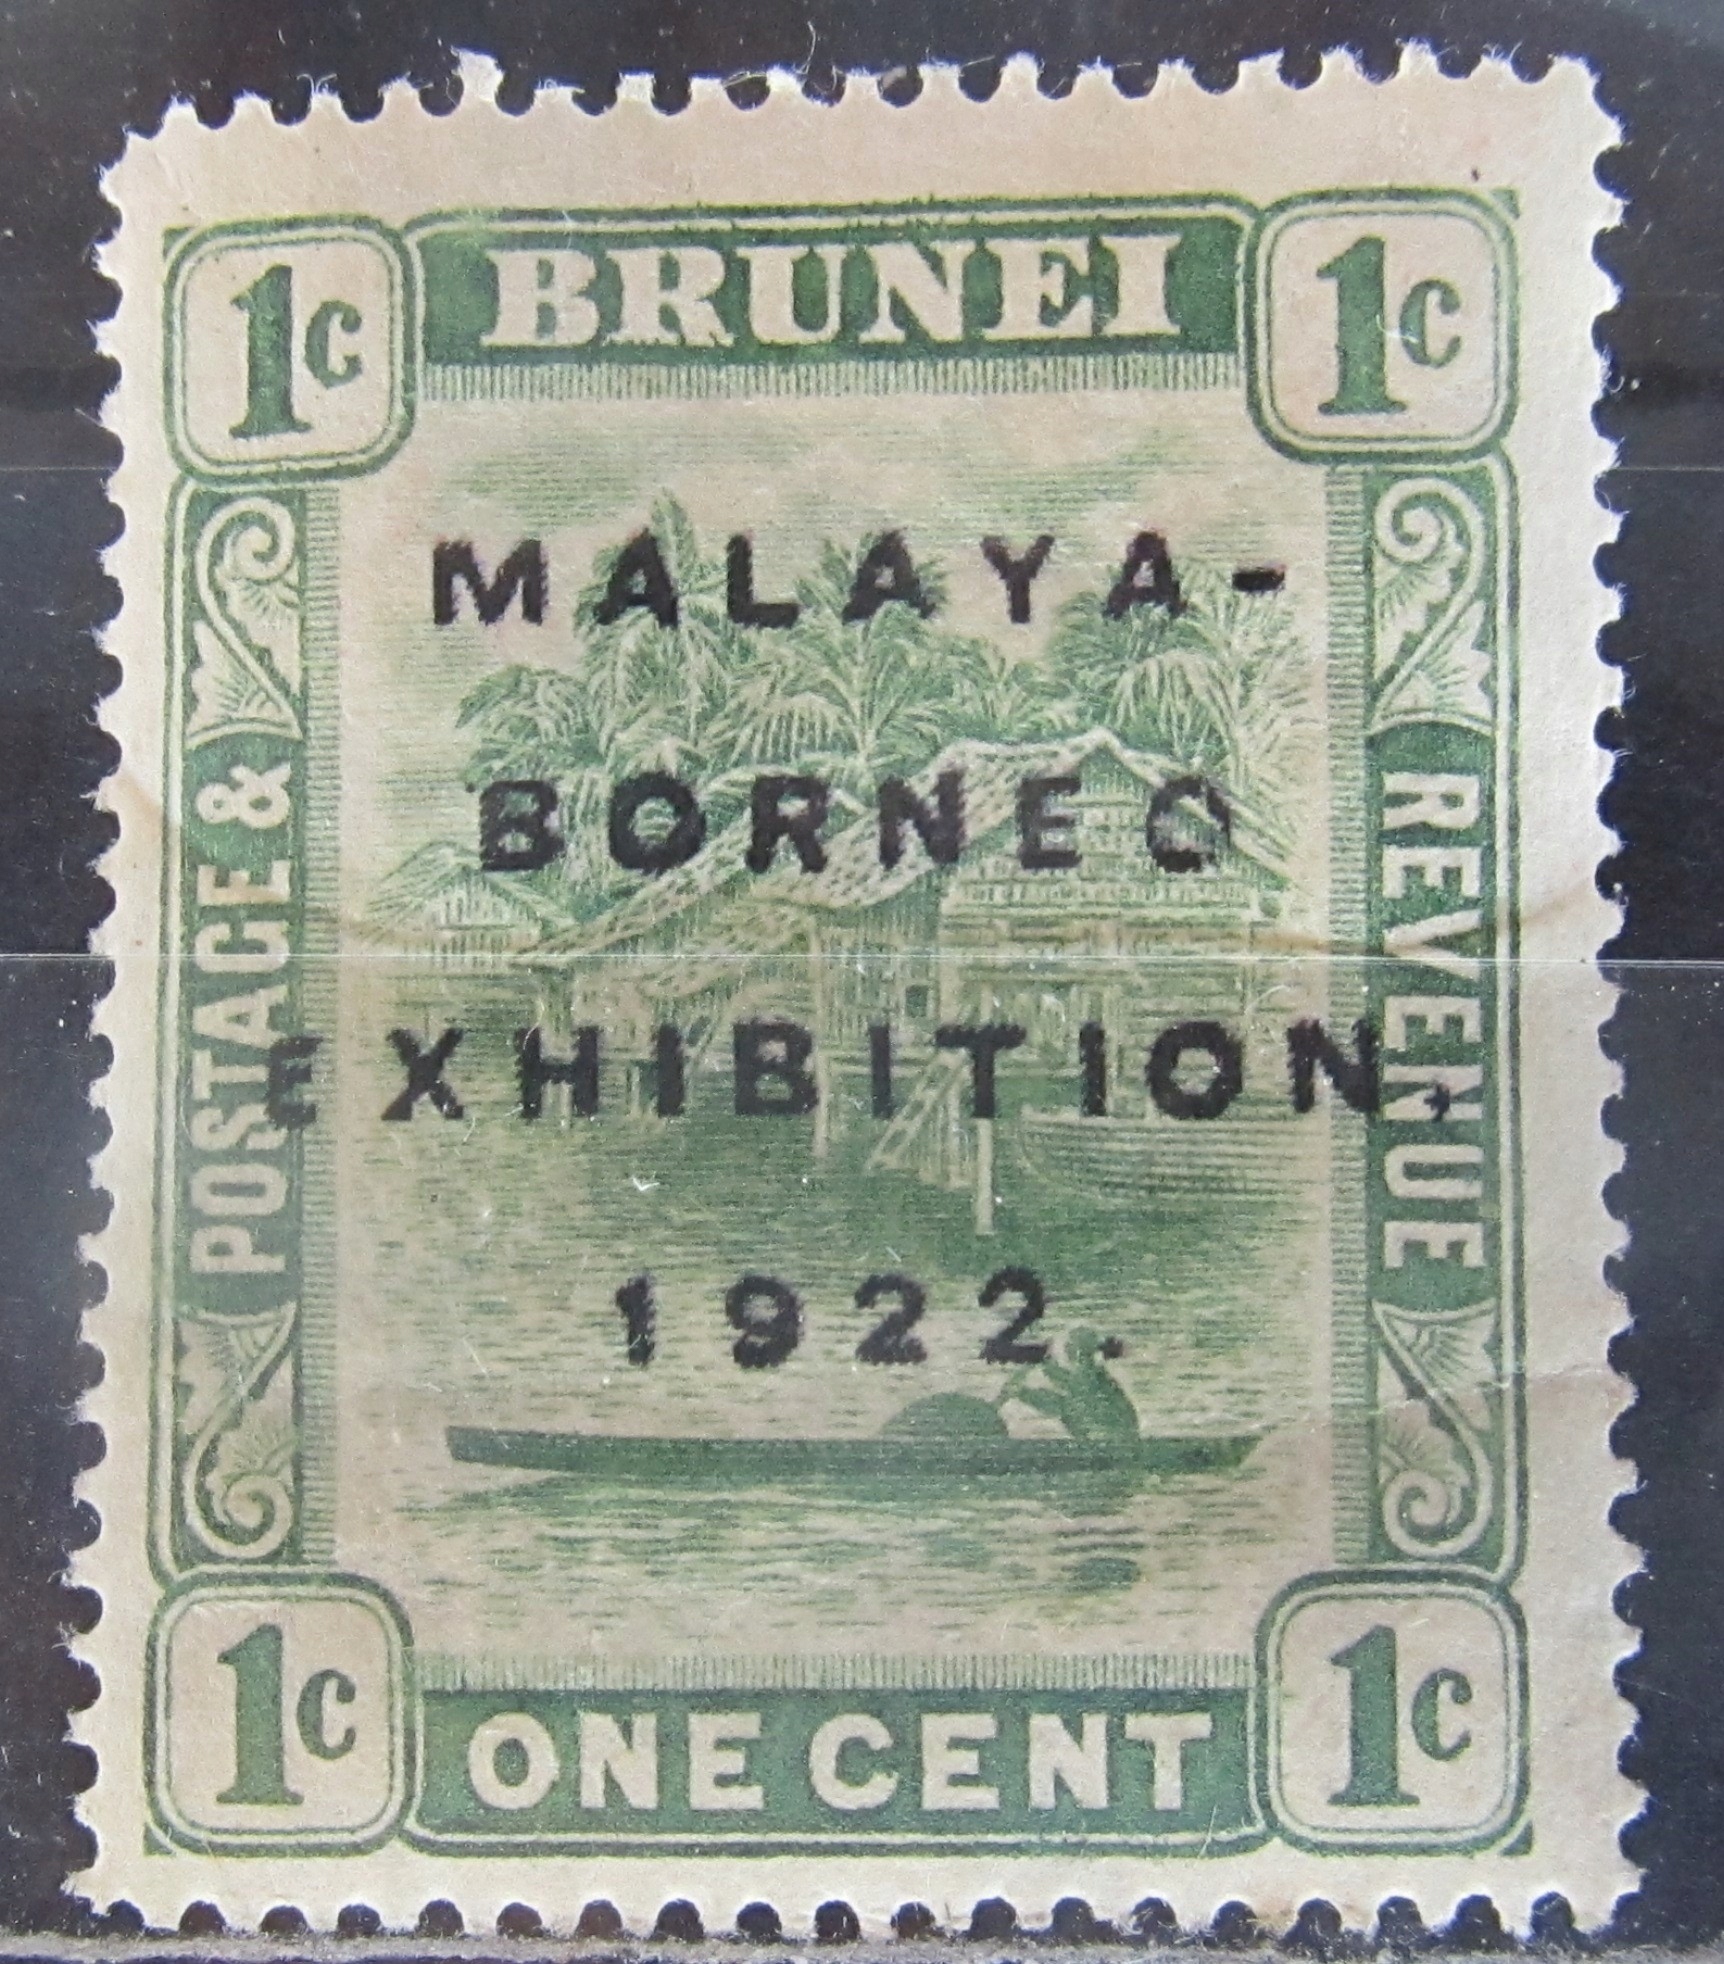 1c BRUNEI 1c
MALAYA-
BORNEO
EXHIBITION,
1922.
POSTAGE &
REVENUE
1c ONE CENT 1c